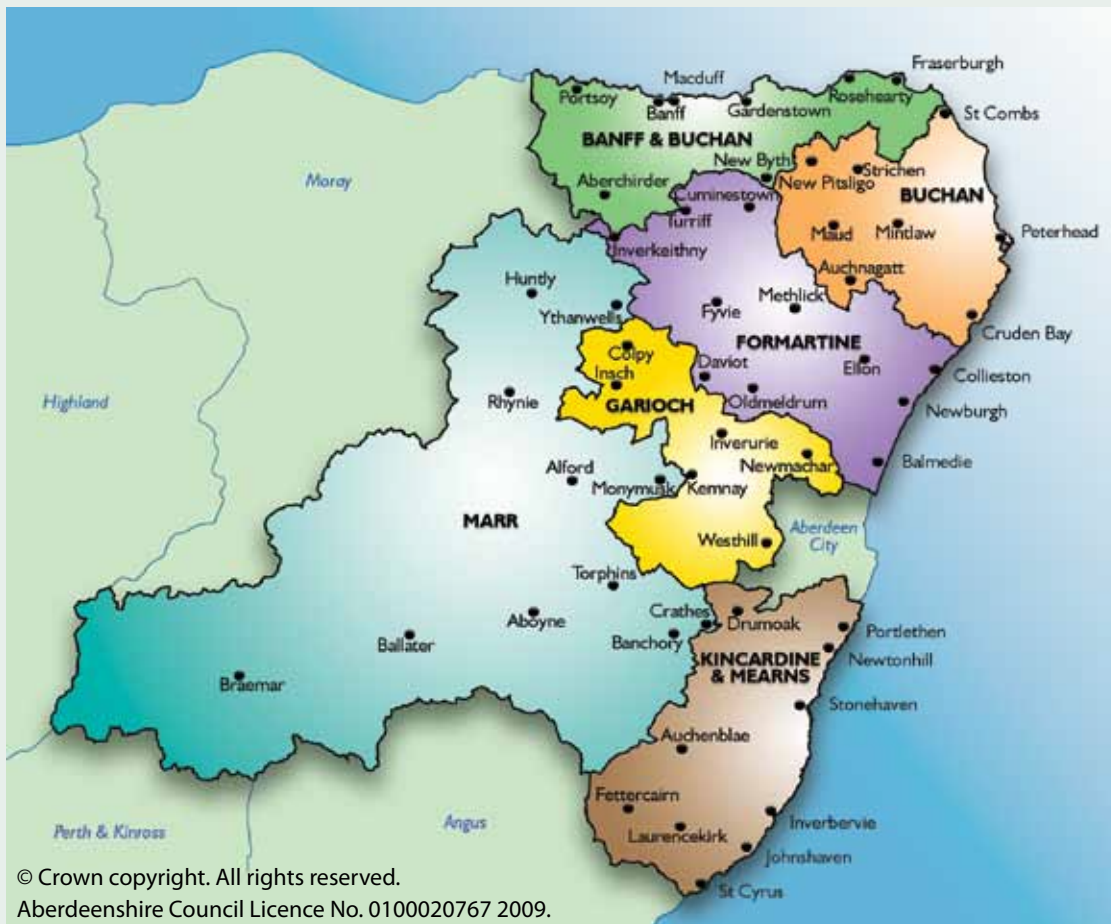 Fraserburgh
Macduff
Rosehearty
Portsoy
Banff
Gardenstown
St Combs
BANFF & BUCHAN
New Byth
Strichen
New Pitsligo
Moray
Aberchirder
Cuminestown
BUCHAN
Turriff
Maud
Mintlaw
Peterhead
Inverkeithny
Auchnagatt
Huntly
Methlick
Ythanwells
Fyvie
Cruden Bay
FORMARTINE
Colpy
Daviot
Ellon
Collieston
Insch
Highland
Rhynie
GARIOCH
Oldmeldrum
Newburgh
Inverurie
Newmachar
Balmedie
Alford
Monymusk
Kemnay
MARR
Westhill
Aberdeen
City
Torphins
Crathes
Aboyne
Drumoak
Portlethen
Ballater
Banchory
KINCARDINE
& MEARNS
Newtonhill
Braemar
Stonehaven
Auchenblae
Fettercairn
Inverbervie
Perth & Kinross
Angus
Laurencekirk
Johnshaven
St Cyrus
© Crown copyright. All rights reserved.
Aberdeenshire Council Licence No. 0100020767 2009.